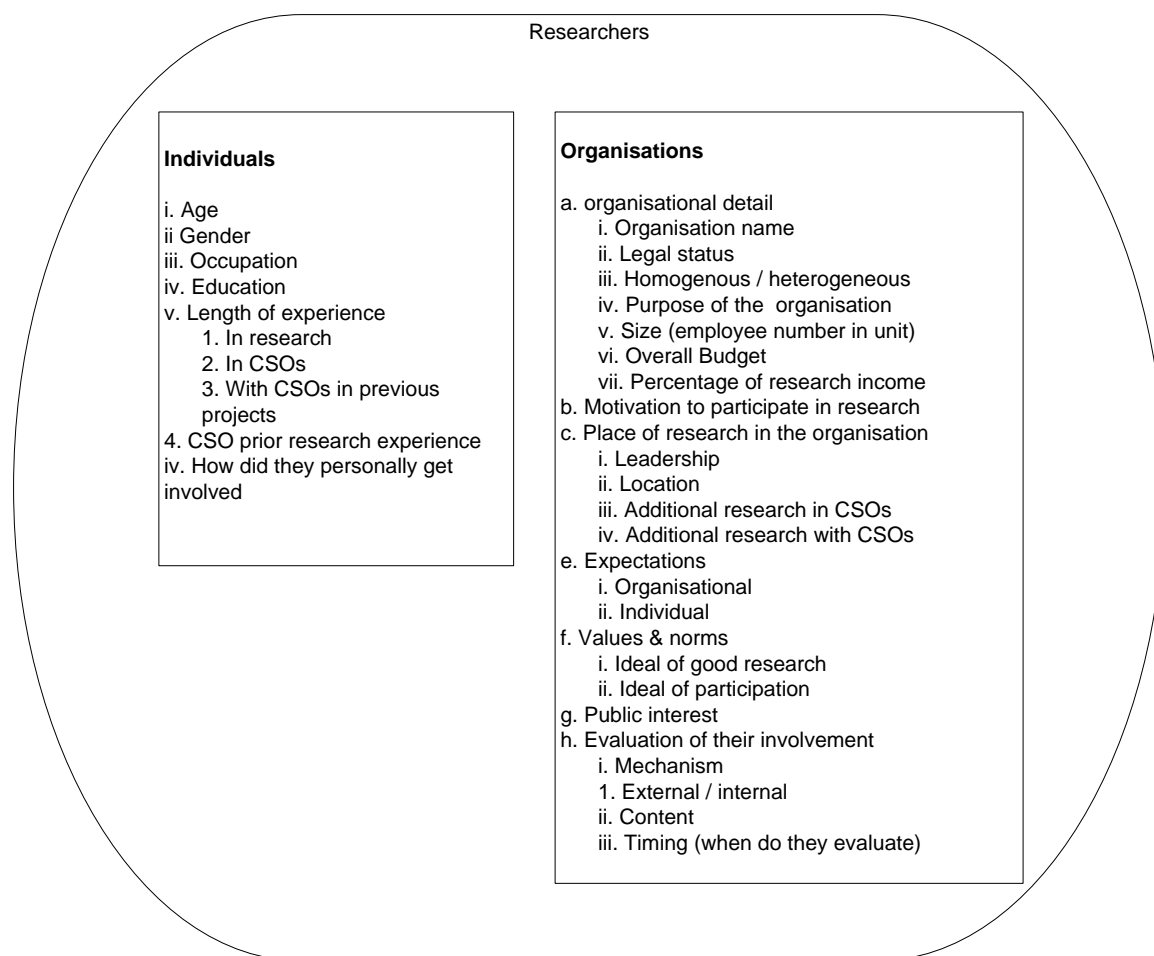 Researchers
Individuals
i. Age
ii Gender
iii. Occupation
iv. Education
v. Length of experience
1. In research
2. In CSOs
3. With CSOs in previous
projects
4. CSO prior research experience
iv. How did they personally get
involved
Organisations
a. organisational detail
i. Organisation name
ii. Legal status
iii. Homogenous / heterogeneous
iv. Purpose of the  organisation
v. Size (employee number in unit)
vi. Overall Budget
vii. Percentage of research income
b. Motivation to participate in research
c. Place of research in the organisation
i. Leadership
ii. Location
iii. Additional research in CSOs
iv. Additional research with CSOs
e. Expectations
i. Organisational
ii. Individual
f. Values & norms
i. Ideal of good research
ii. Ideal of participation
g. Public interest
h. Evaluation of their involvement
i. Mechanism
1. External / internal
ii. Content
iii. Timing (when do they evaluate)